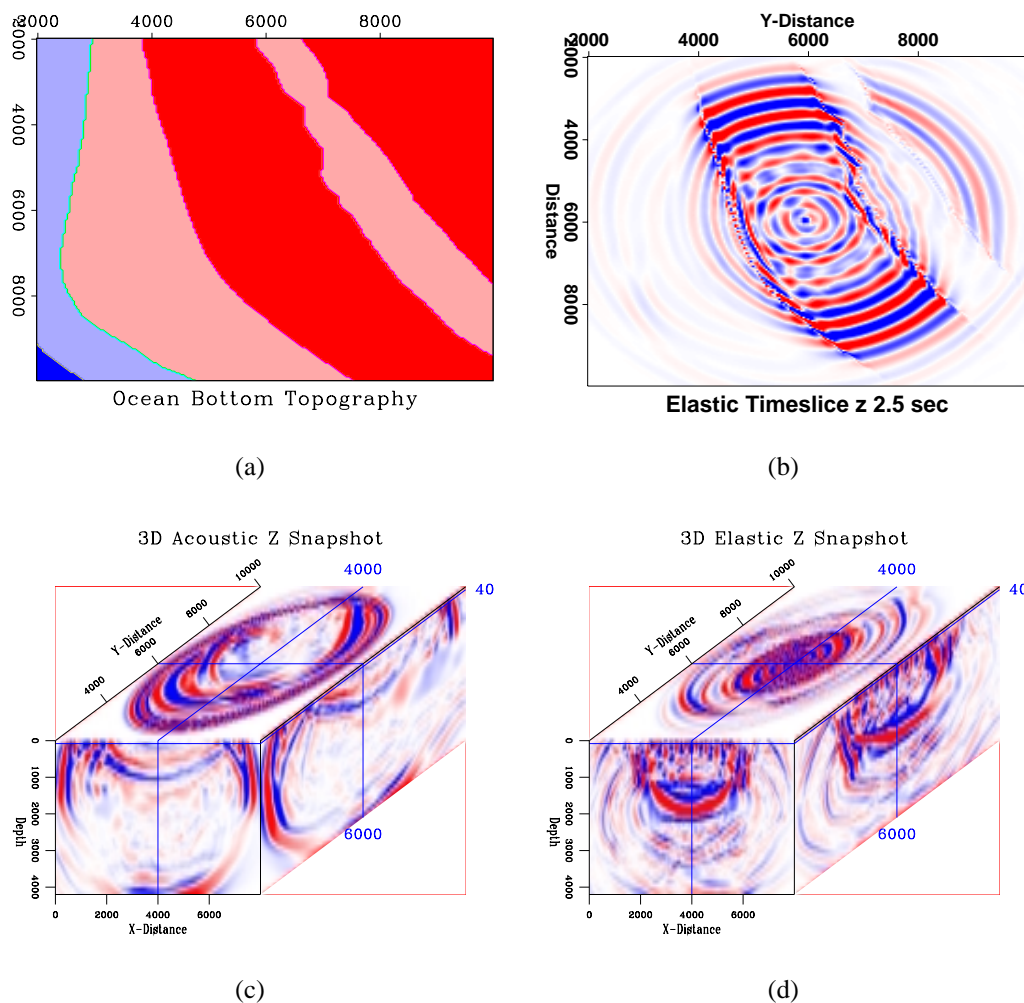 2000 4000 6000 8000
2000
4000
6000
8000
Ocean Bottom Topography
(a)
Y-Distance
2000 4000 6000 8000
2000
4000
6000
8000
Distance
Elastic Timeslice z 2.5 sec
(b)
3D Acoustic Z Snapshot
4000
40
10000
8000
6000
4000
Y-Distance
0
1000
2000
3000
4000
Depth
6000
0 2000 4000 6000
X-Distance
(c)
3D Elastic Z Snapshot
4000
40
10000
8000
6000
4000
Y-Distance
0
1000
2000
3000
4000
Depth
6000
0 2000 4000 6000
X-Distance
(d)